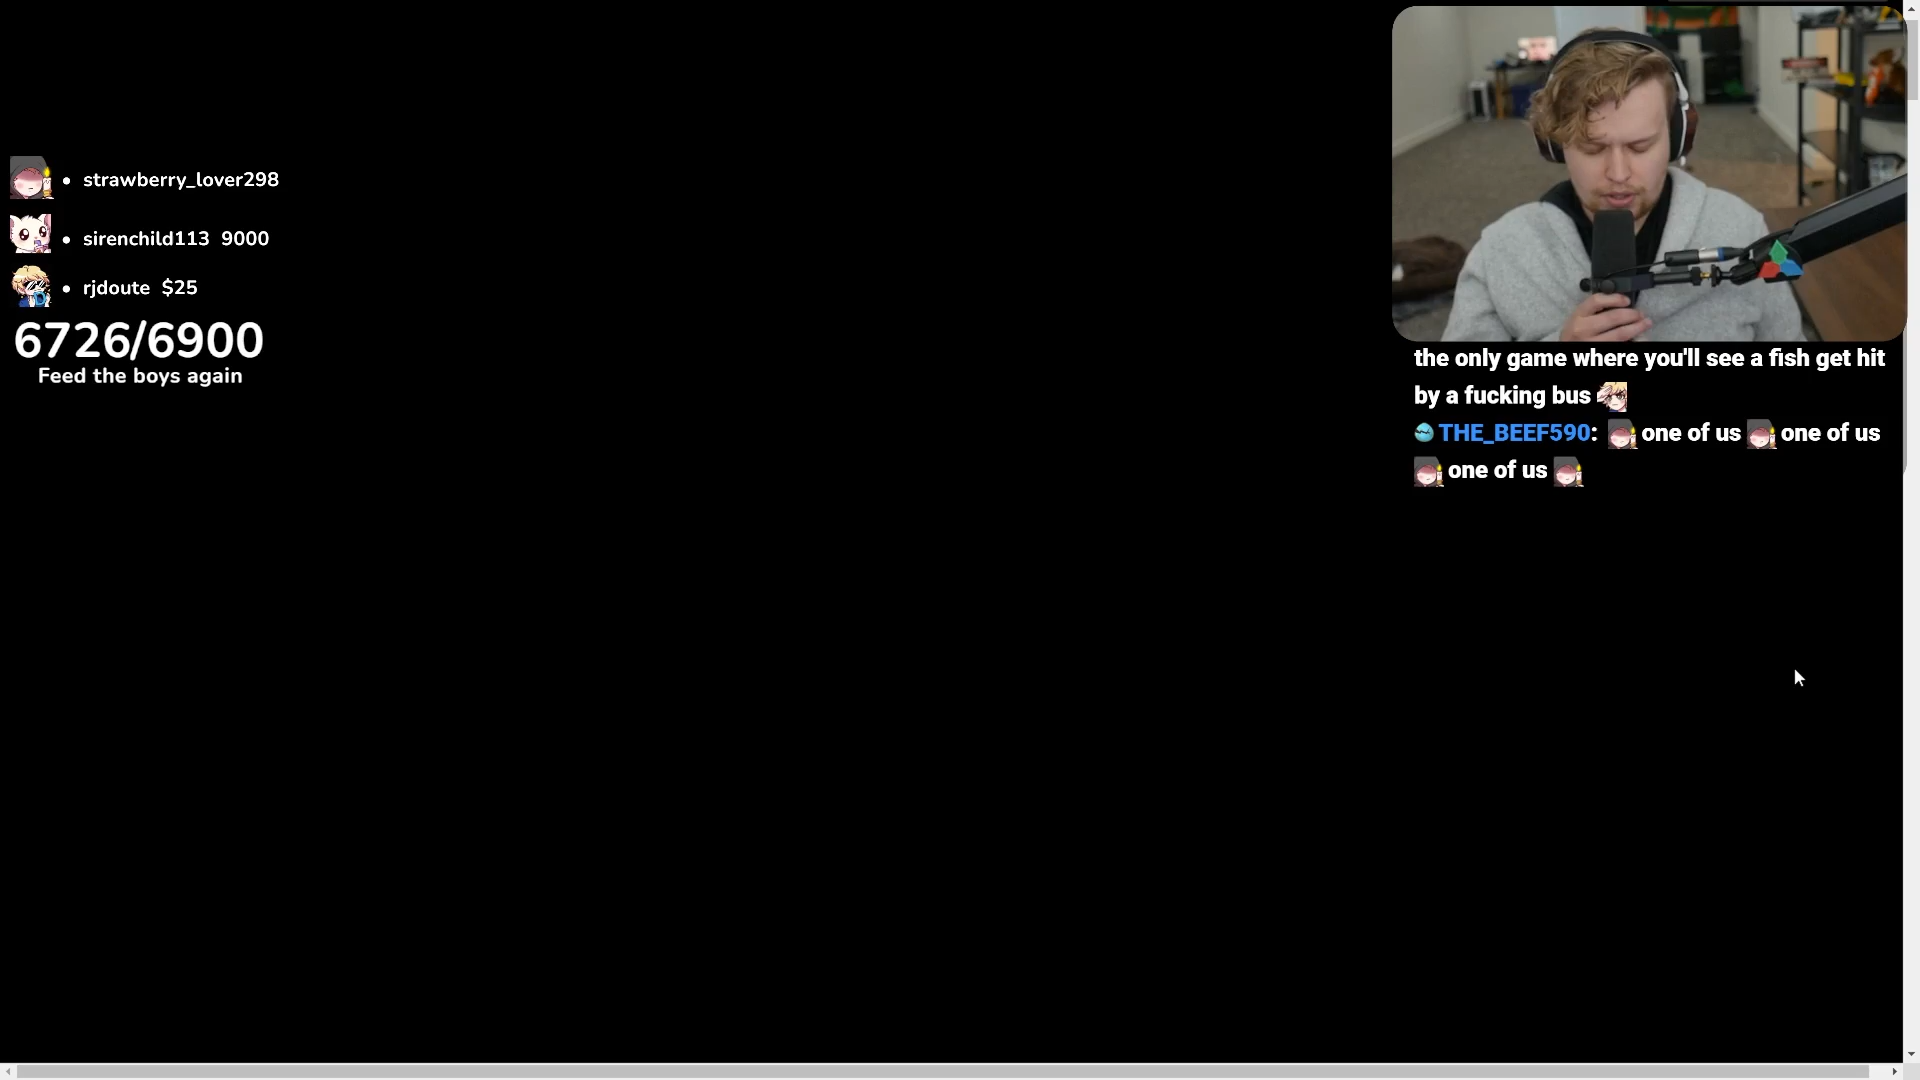 strawberry_lover298
sirenchild113 9000
rjdoute $25
6726/6900
Feed the boys again
the only game where you'll see a fish get hit
by a fucking bus
THE_BEEF590: one of us one of us
one of us